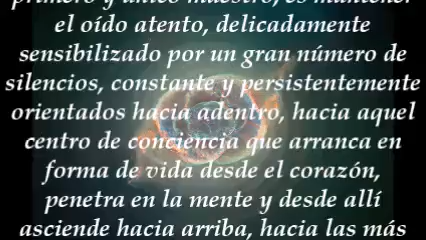 primero y único maestro, es mantener
el oído atento, delicadamente
sensibilizado por un gran número de
silencios, constante y persistentemente
orientados hacia adentro, hacia aquel
centro de conciencia que arranca en
forma de vida desde el corazón,
penetra en la mente y desde allí
asciende hacia arriba, hacia las más